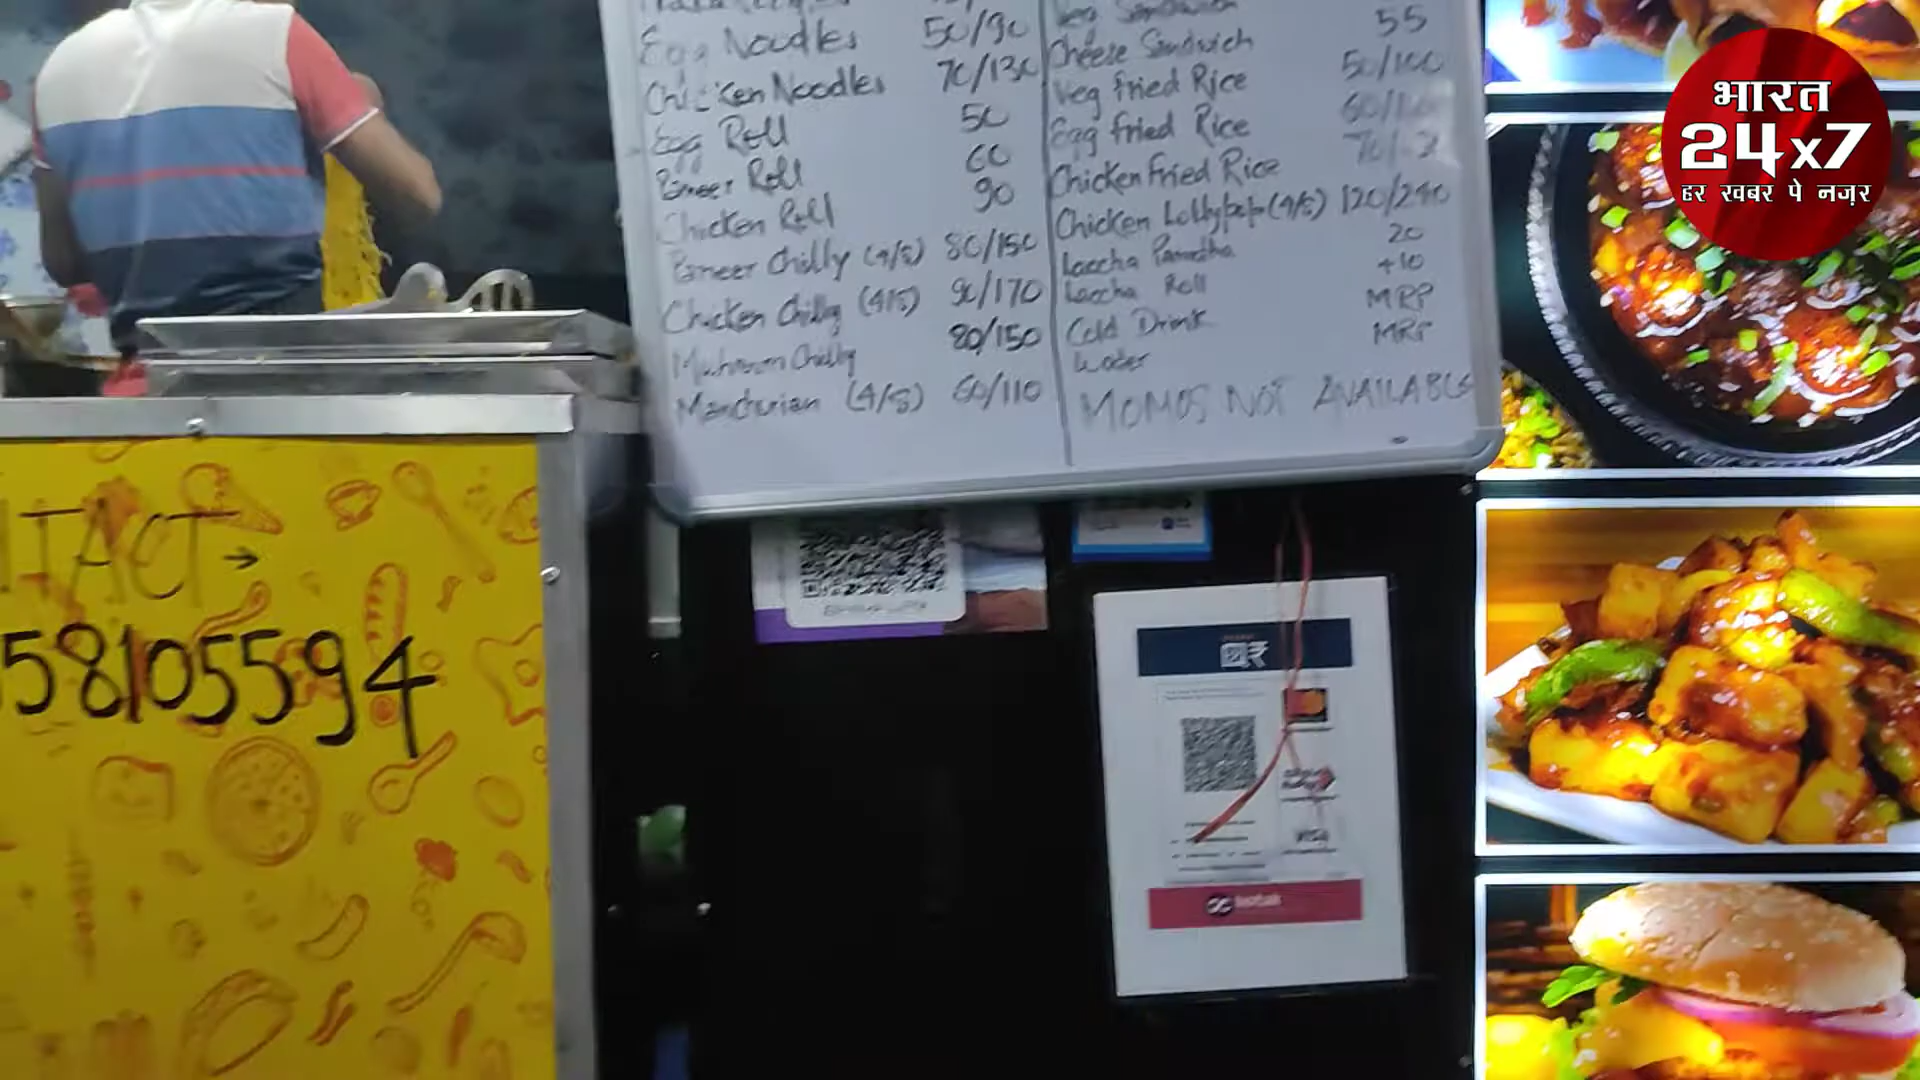 Egg Noodles 50/90
Chicken Noodles 70/130
Egg Roll 50
Paneer Roll 60
Chicken Roll 90
Paneer Chilly (4/8) 80/150
Chicken Chilly (4/8) 90/170
Mushroom Chilly 80/150
Manchurian (4/8) 60/110
Veg Sandwich
Cheese Sandwich 55
Veg Fried Rice 50/100
Egg Fried Rice
Chicken Fried Rice
Chicken Lollypop (4/8) 120/240
Laccha Paratha 20
Laccha Roll +10
Cold Drink MRP
Water MRP
MOMOS NOT AVAILABLE
भारत
24x7
हर खबर पे नज़र
NTACT →
58105594
VISA
kotak